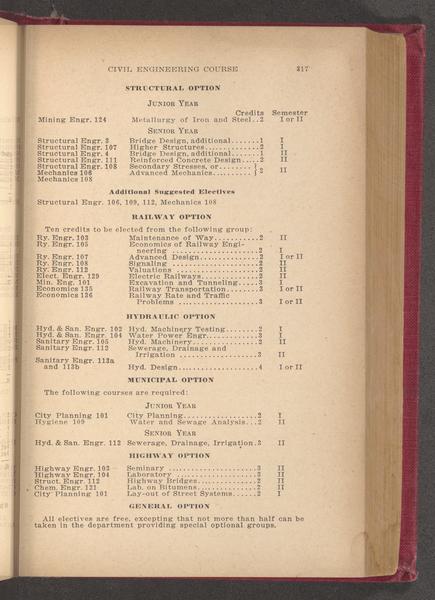 CIVIL ENGINEERING COURSE 317
STRUCTURAL OPTION
JUNIOR YEAR
Credits Semester
Mining Engr. 124 Metallurgy of Iron and Steel..2 I or II
SENIOR YEAR
Structural Engr. 3 Bridge Design, additional.......1 I
Structural Engr. 107 Higher Structures..............2 I
Structural Engr. 4 Bridge Design, additional.......1 II
Structural Engr. 111 Reinforced Concrete Design.....2 II
Structural Engr. 108 Secondary Stresses, or........ }
Mechanics 106 Advanced Mechanics............ } 2 II
Mechanics 108
Additional Suggested Electives
Structural Engr. 106, 109, 112, Mechanics 108
RAILWAY OPTION
Ten credits to be elected from the following group:
Ry. Engr. 103 Maintenance of Way............2 II
Ry. Engr. 105 Economics of Railway Engi-
neering ......................2 I
Ry. Engr. 107 Advanced Design...............2 I or II
Ry. Engr. 108 Signaling .....................2 II
Ry. Engr. 112 Valuations ....................2 II
Elect. Engr. 129 Electric Railways..............2 II
Min. Eng. 101 Excavation and Tunneling.....3 I
Economics 135 Railway Transportation........3 I or II
Economics 136 Railway Rate and Traffic
Problems .....................3 I or II
HYDRAULIC OPTION
Hyd. & San. Engr. 102 Hyd. Machinery Testing........2 I
Hyd. & San. Engr. 104 Water Power Engr..............3 I
Sanitary Engr. 105 Hyd. Machinery................2 II
Sanitary Engr. 112 Sewerage, Drainage and
Irrigation ...................3 II
Sanitary Engr. 113a
and 113b Hyd. Design...................4 I or II
MUNICIPAL OPTION
The following courses are required:
JUNIOR YEAR
City Planning 101 City Planning..................2 I
Hygiene 109 Water and Sewage Analysis...2 II
SENIOR YEAR
Hyd. & San. Engr. 112 Sewerage, Drainage, Irrigation.3 II
HIGHWAY OPTION
Highway Engr. 103 Seminary .....................3 II
Highway Engr. 104 Laboratory ...................3 II
Struct. Engr. 112 Highway Bridges...............2 II
Chem. Engr. 121 Lab. on Bitumens..............2 II
City Planning 101 Lay-out of Street Systems......2 I
GENERAL OPTION
All electives are free, excepting that not more than half can be
taken in the department providing special optional groups.